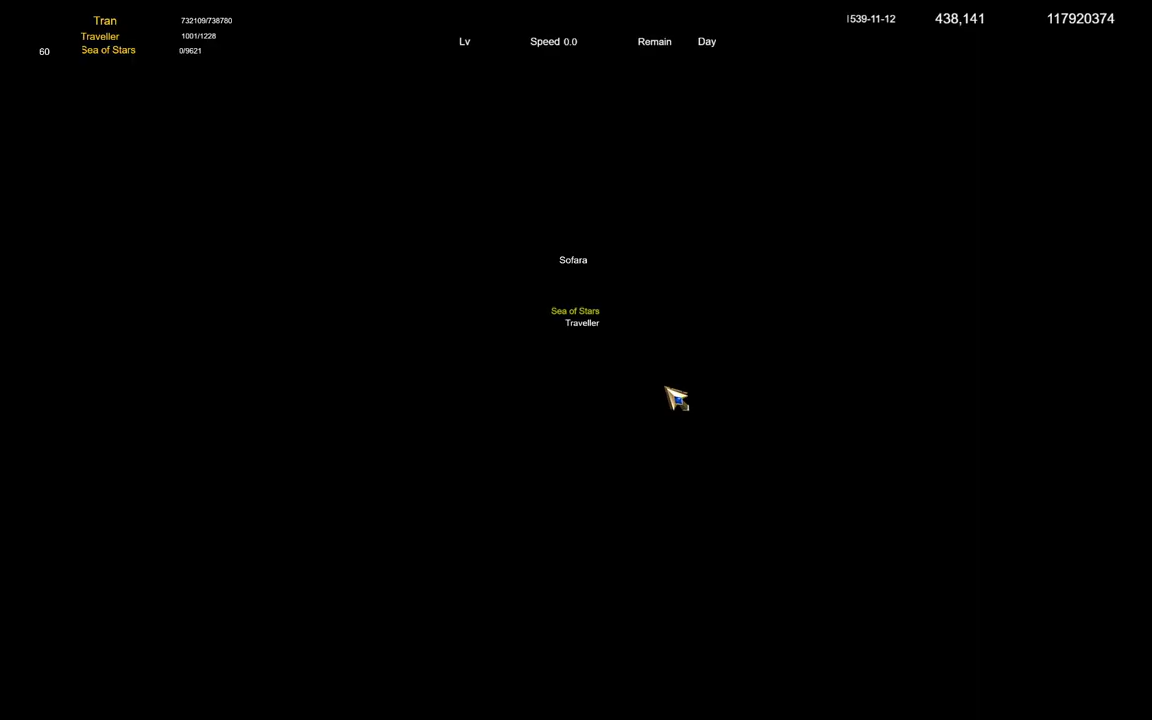 Tran 732109/738780
Traveller 1001/1228
60 Sea of Stars 0/9621
Lv Speed 0.0 Remain Day
1539-11-12 438,141 117920374
Sofara
Sea of Stars
Traveller